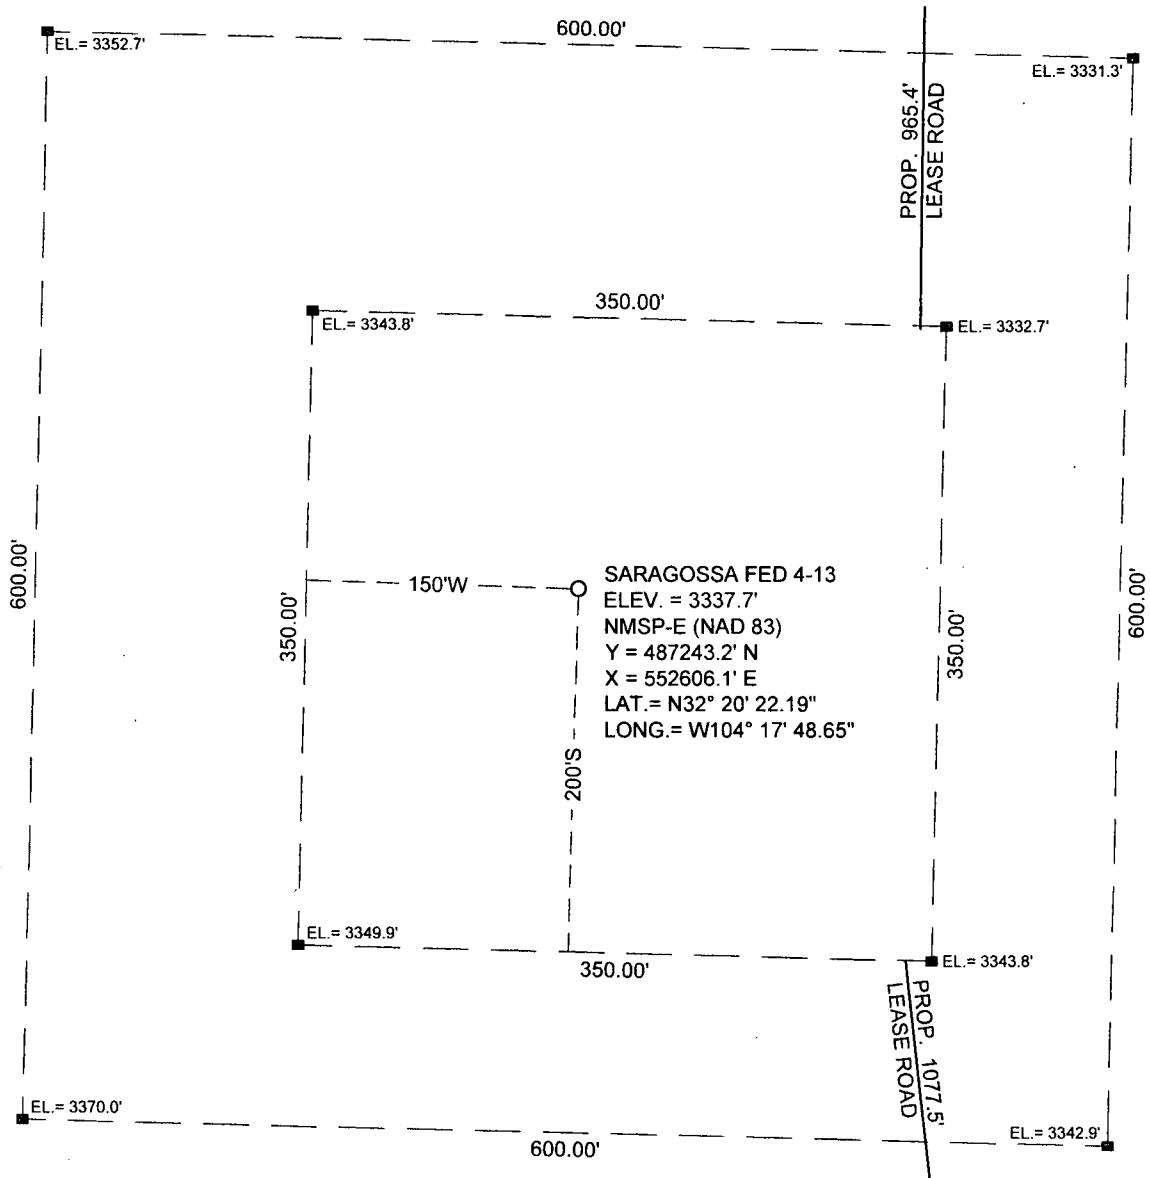 600.00'
EL.= 3352.7'
EL.= 3331.3'
PROP. 965.4'
LEASE ROAD
350.00'
EL.= 3343.8'
EL.= 3332.7'
600.00'
350.00'
150'W
SARAGOSSA FED 4-13
ELEV. = 3337.7'
NMSP-E (NAD 83)
Y = 487243.2' N
X = 552606.1' E
LAT.= N32° 20' 22.19"
LONG.= W104° 17' 48.65"
200'S
350.00'
600.00'
EL.= 3349.9'
350.00'
EL.= 3343.8'
PROP. 1077.5'
LEASE ROAD
EL.= 3370.0'
600.00'
EL.= 3342.9'